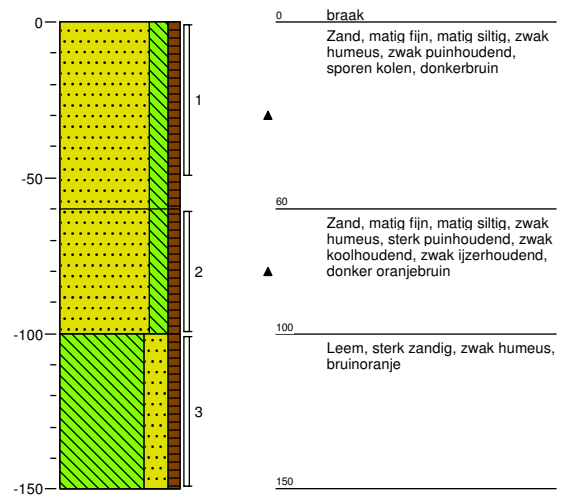 0
-50
-100
-150
1
2
3
0 braak
Zand, matig fijn, matig siltig, zwak
humeus, zwak puinhoudend,
sporen kolen, donkerbruin
60
Zand, matig fijn, matig siltig, zwak
humeus, sterk puinhoudend, zwak
koolhoudend, zwak ijzerhoudend,
donker oranjebruin
100
Leem, sterk zandig, zwak humeus,
bruinoranje
150